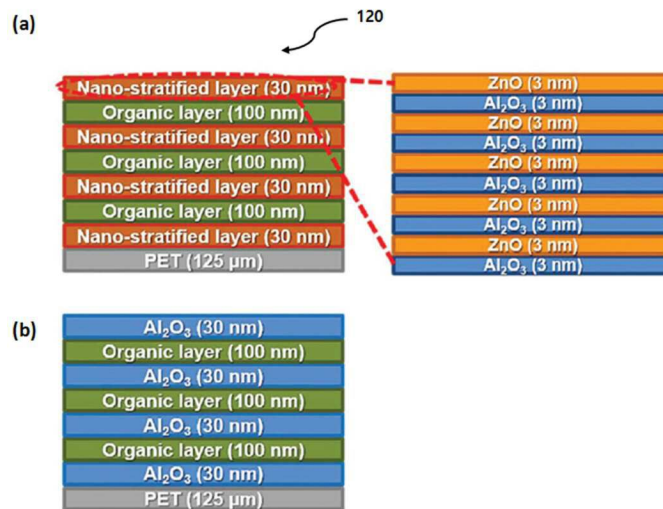 (a)
120
Nano-stratified layer (30 nm)
Organic layer (100 nm)
Nano-stratified layer (30 nm)
Organic layer (100 nm)
Nano-stratified layer (30 nm)
Organic layer (100 nm)
Nano-stratified layer (30 nm)
PET (125 μm)
ZnO (3 nm)
Al₂O₃ (3 nm)
ZnO (3 nm)
Al₂O₃ (3 nm)
ZnO (3 nm)
Al₂O₃ (3 nm)
ZnO (3 nm)
Al₂O₃ (3 nm)
ZnO (3 nm)
Al₂O₃ (3 nm)
(b)
Al₂O₃ (30 nm)
Organic layer (100 nm)
Al₂O₃ (30 nm)
Organic layer (100 nm)
Al₂O₃ (30 nm)
Organic layer (100 nm)
Al₂O₃ (30 nm)
PET (125 μm)